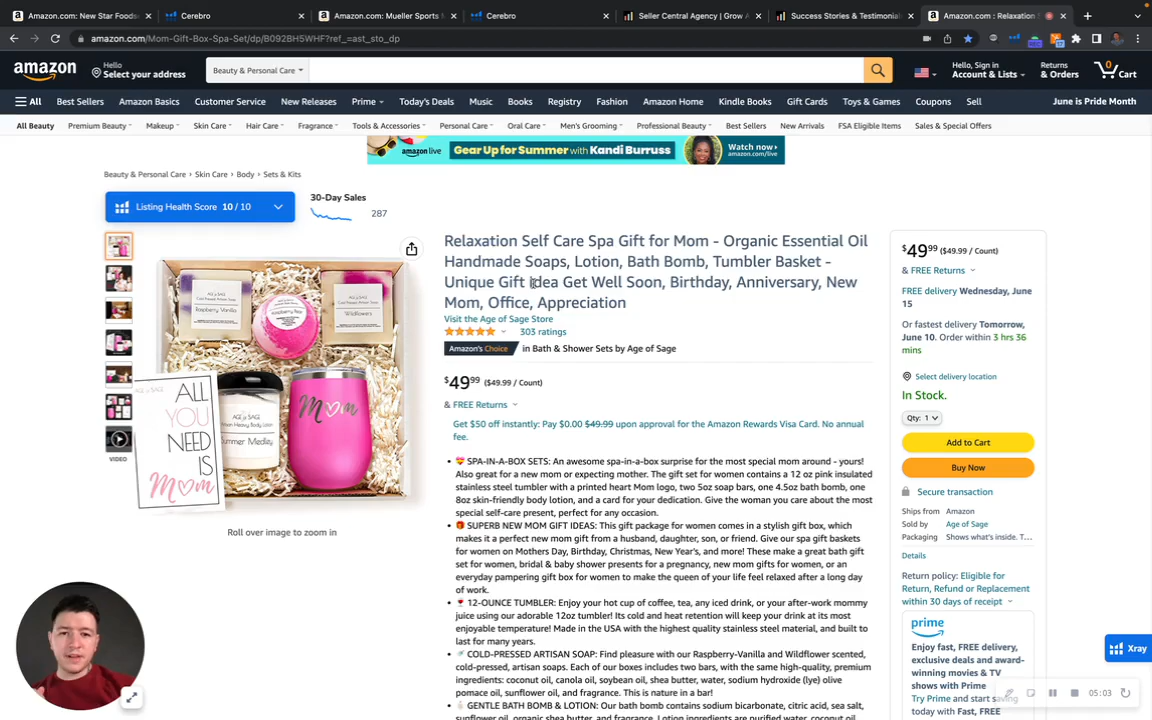 Amazon.com: New Star Foods
Cerebro
Amazon.com: Mueller Sports M
Cerebro
Seller Central Agency | Grow A
Success Stories & Testimonial
Amazon.com : Relaxation
amazon.com/Mom-Gift-Box-Spa-Set/dp/B092BH5WHF?ref_=ast_sto_dp
amazon
Hello
Select your address
Beauty & Personal Care
Hello, Sign in
Account & Lists
Returns
& Orders
0
Cart
All
Best Sellers
Amazon Basics
Customer Service
New Releases
Prime
Today's Deals
Music
Books
Registry
Fashion
Amazon Home
Kindle Books
Gift Cards
Toys & Games
Coupons
Sell
June is Pride Month
All Beauty
Premium Beauty
Makeup
Skin Care
Hair Care
Fragrance
Tools & Accessories
Personal Care
Oral Care
Men's Grooming
Professional Beauty
Best Sellers
New Arrivals
FSA Eligible Items
Sales & Special Offers
amazon live
Gear Up for Summer with Kandi Burruss
Watch now
amazon.com/live
Beauty & Personal Care › Skin Care › Body › Sets & Kits
Listing Health Score 10 / 10
30-Day Sales
287
Relaxation Self Care Spa Gift for Mom - Organic Essential Oil
Handmade Soaps, Lotion, Bath Bomb, Tumbler Basket -
Unique Gift Idea Get Well Soon, Birthday, Anniversary, New
Mom, Office, Appreciation
Visit the Age of Sage Store
303 ratings
Amazon's Choice in Bath & Shower Sets by Age of Sage
$49⁹⁹ ($49.99 / Count)
& FREE Returns
Get $50 off instantly: Pay $0.00 $49.99 upon approval for the Amazon Rewards Visa Card. No annual
fee.
SPA-IN-A-BOX SETS: An awesome spa-in-a-box surprise for the most special mom around - yours!
Also great for a new mom or expecting mother. The gift set for women contains a 12 oz pink insulated
stainless steel tumbler with a printed heart Mom logo, two 5oz soap bars, one 4.5oz bath bomb, one
8oz skin-friendly body lotion, and a card for your dedication. Give the woman you care about the most
special self-care present, perfect for any occasion.
SUPERB NEW MOM GIFT IDEAS: This gift package for women comes in a stylish gift box, which
makes it a perfect new mom gift from a husband, daughter, son, or friend. Give our spa gift baskets
for women on Mothers Day, Birthday, Christmas, New Year's, and more! These make a great bath gift
set for women, bridal & baby shower presents for a pregnancy, new mom gifts for women, or an
everyday pampering gift box for women to make the queen of your life feel relaxed after a long day
of work.
12-OUNCE TUMBLER: Enjoy your hot cup of coffee, tea, any iced drink, or your after-work mommy
juice using our adorable 12oz tumbler! Its cold and heat retention will keep your drink at its most
enjoyable temperature! Made in the USA with the highest quality stainless steel material, and built to
last for many years.
COLD-PRESSED ARTISAN SOAP: Find pleasure with our Raspberry-Vanilla and Wildflower scented,
cold-pressed, artisan soaps. Each of our boxes includes two bars, with the same high-quality, premium
ingredients: coconut oil, canola oil, soybean oil, shea butter, water, sodium hydroxide (lye) olive
pomace oil, sunflower oil, and fragrance. This is nature in a bar!
GENTLE BATH BOMB & LOTION: Our bath bomb contains sodium bicarbonate, citric acid, sea salt,
sunflower oil, organic shea butter, and fragrance. Lotion ingredients are purified water, coconut oil,
Raspberry Vanilla
Wildflowers
AGE of SAGE
Summer Medley
Mom
ALL
YOU
NEED
IS
Mom
VIDEO
Roll over image to zoom in
$49⁹⁹ ($49.99 / Count)
& FREE Returns
FREE delivery Wednesday, June
15
Or fastest delivery Tomorrow,
June 10. Order within 3 hrs 36
mins
Select delivery location
In Stock.
Qty: 1
Add to Cart
Buy Now
Secure transaction
Ships from Amazon
Sold by Age of Sage
Packaging Shows what's inside. T...
Details
Return policy: Eligible for
Return, Refund or Replacement
within 30 days of receipt
prime
Enjoy fast, FREE delivery,
exclusive deals and award-
winning movies & TV
shows with Prime
Try Prime and start saving
today with Fast, FREE
Xray
05:03